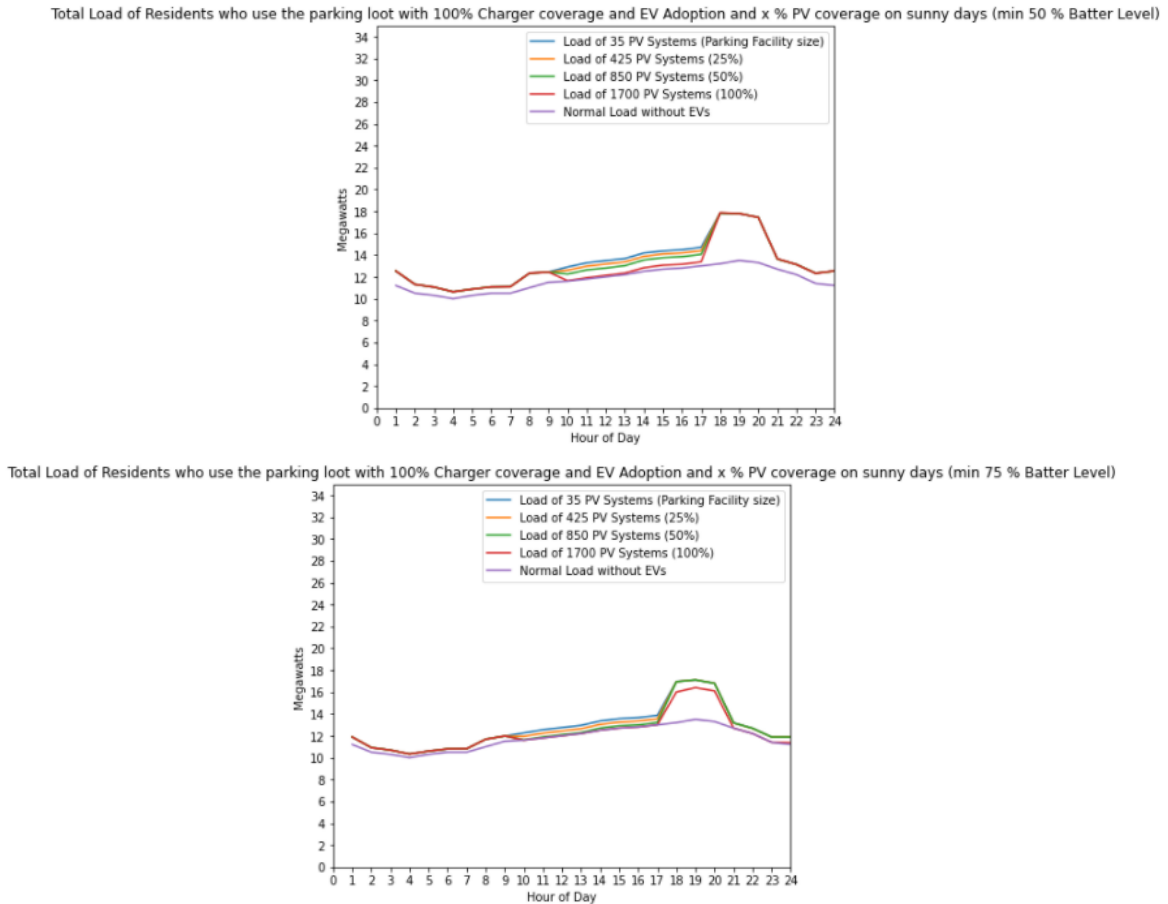 Total Load of Residents who use the parking loot with 100% Charger coverage and EV Adoption and x % PV coverage on sunny days (min 50 % Batter Level)
34
32
30
28
26
24
22
20
18
16
14
12
10
8
6
4
2
0
Megawatts
Load of 35 PV Systems (Parking Facility size)
Load of 425 PV Systems (25%)
Load of 850 PV Systems (50%)
Load of 1700 PV Systems (100%)
Normal Load without EVs
0 1 2 3 4 5 6 7 8 9 10 11 12 13 14 15 16 17 18 19 20 21 22 23 24
Hour of Day
Total Load of Residents who use the parking loot with 100% Charger coverage and EV Adoption and x % PV coverage on sunny days (min 75 % Batter Level)
34
32
30
28
26
24
22
20
18
16
14
12
10
8
6
4
2
0
Megawatts
Load of 35 PV Systems (Parking Facility size)
Load of 425 PV Systems (25%)
Load of 850 PV Systems (50%)
Load of 1700 PV Systems (100%)
Normal Load without EVs
0 1 2 3 4 5 6 7 8 9 10 11 12 13 14 15 16 17 18 19 20 21 22 23 24
Hour of Day